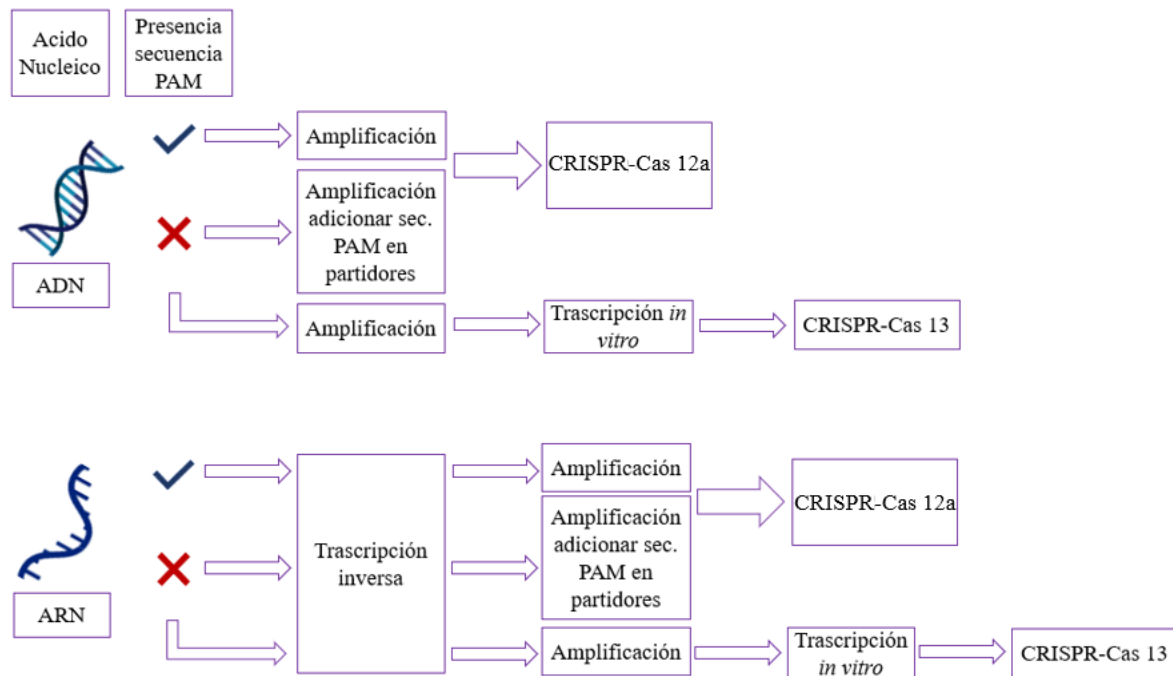 Acido
Nucleico
Presencia
secuencia
PAM
Amplificación
CRISPR-Cas 12a
Amplificación
adicionar sec.
PAM en
partidores
ADN
Amplificación
Trascripción in
vitro
CRISPR-Cas 13
Trascripción
inversa
Amplificación
CRISPR-Cas 12a
Amplificación
adicionar sec.
PAM en
partidores
ARN
Amplificación
Trascripción
in vitro
CRISPR-Cas 13